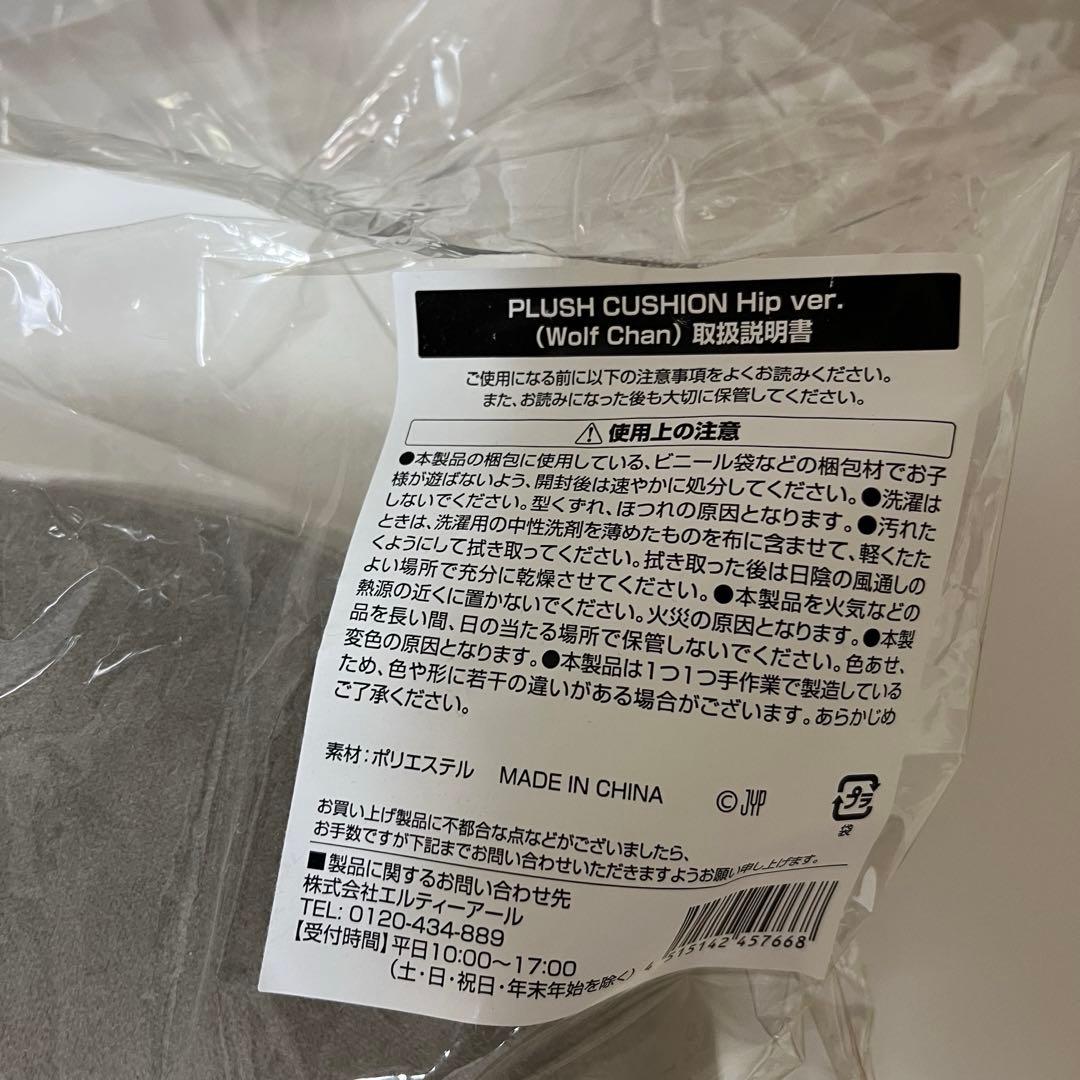 PLUSH CUSHION Hip ver.
（Wolf Chan）取扱説明書
ご使用になる前に以下の注意事項をよくお読みください。
また、お読みになった後も大切に保管してください。
⚠ 使用上の注意
●本製品の梱包に使用している、ビニール袋などの梱包材でお子
様が遊ばないよう、開封後は速やかに処分してください。●洗濯は
しないでください。型くずれ、ほつれの原因となります。●汚れた
ときは、洗濯用の中性洗剤を薄めたものを布に含ませて、軽くたた
くようにして拭き取ってください。拭き取った後は日陰の風通しの
よい場所で充分に乾燥させてください。●本製品を火気などの
熱源の近くに置かないでください。火災の原因となります。●本製
品を長い間、日の当たる場所で保管しないでください。色あせ、
変色の原因となります。●本製品は1つ1つ手作業で製造している
ため、色や形に若干の違いがある場合がございます。あらかじめ
ご了承ください。
素材：ポリエステル MADE IN CHINA ©JYP
プラ
袋
お買い上げ製品に不都合な点などがございましたら、
お手数ですが下記までお問い合わせいただきますようお願い申し上げます。
■製品に関するお問い合わせ先
株式会社エルティーアール
TEL: 0120-434-889
【受付時間】平日10:00～17:00
（土・日・祝日・年末年始を除く）
4 515142 457668